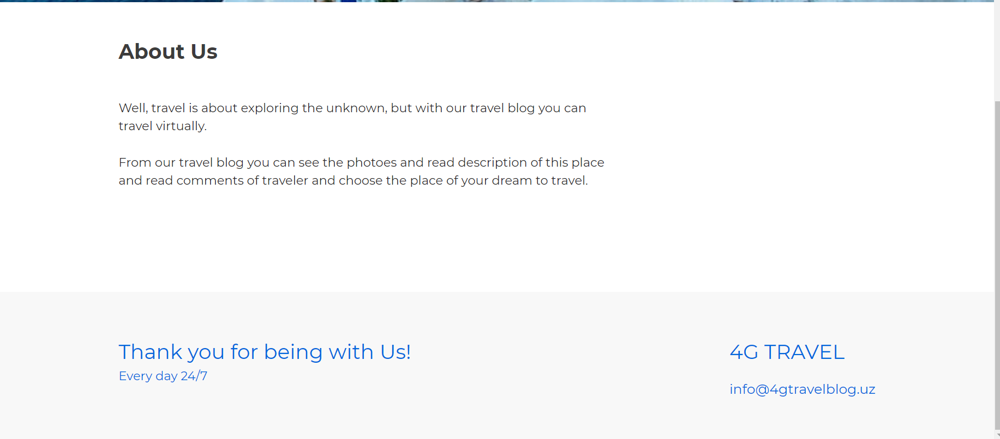 About Us
Well, travel is about exploring the unknown, but with our travel blog you can
travel virtually.
From our travel blog you can see the photoes and read description of this place
and read comments of traveler and choose the place of your dream to travel.
Thank you for being with Us!
Every day 24/7
4G TRAVEL
info@4gtravelblog.uz